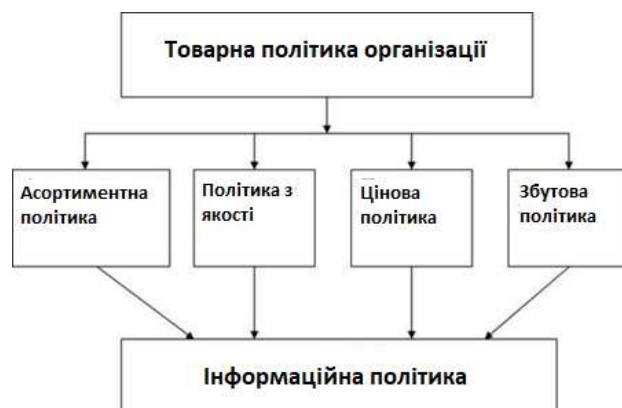 Товарна політика організації
Асортиментна
політика
Політика з
якості
Цінова
політика
Збутова
політика
Інформаційна політика